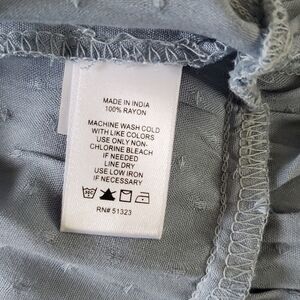 MADE IN INDIA
100% RAYON
MACHINE WASH COLD
WITH LIKE COLORS
USE ONLY NON-
CHLORINE BLEACH
IF NEEDED
LINE DRY
USE LOW IRON
IF NECESSARY
RN# 51323